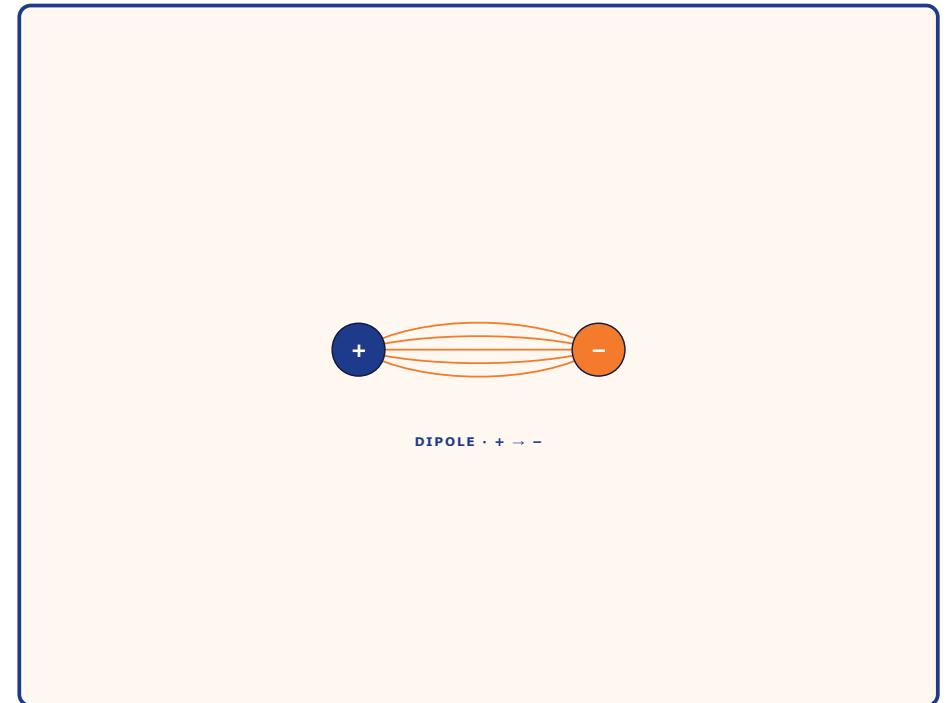 +
−
DIPOLE · + → −